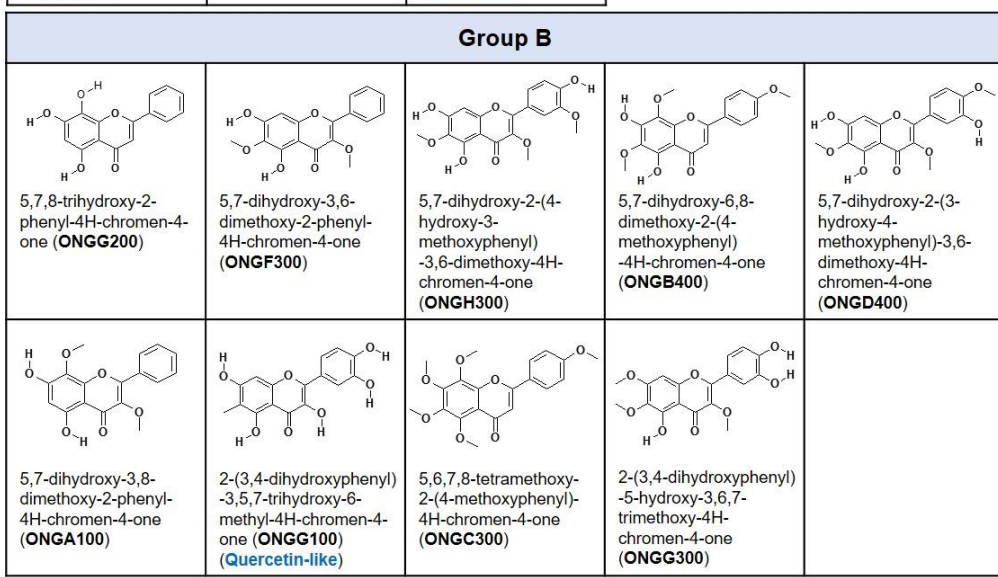 Group B
5,7,8-trihydroxy-2-
phenyl-4H-chromen-4-
one (ONGG200)
5,7-dihydroxy-3,6-
dimethoxy-2-phenyl-
4H-chromen-4-one
(ONGF300)
5,7-dihydroxy-2-(4-
hydroxy-3-
methoxyphenyl)
-3,6-dimethoxy-4H-
chromen-4-one
(ONGH300)
5,7-dihydroxy-6,8-
dimethoxy-2-(4-
methoxyphenyl)
-4H-chromen-4-one
(ONGB400)
5,7-dihydroxy-2-(3-
hydroxy-4-
methoxyphenyl)-3,6-
dimethoxy-4H-
chromen-4-one
(ONGD400)
5,7-dihydroxy-3,8-
dimethoxy-2-phenyl-
4H-chromen-4-one
(ONGA100)
2-(3,4-dihydroxyphenyl)
-3,5,7-trihydroxy-6-
methyl-4H-chromen-4-
one (ONGG100)
(Quercetin-like)
5,6,7,8-tetramethoxy-
2-(4-methoxyphenyl)-
4H-chromen-4-one
(ONGC300)
2-(3,4-dihydroxyphenyl)
-5-hydroxy-3,6,7-
trimethoxy-4H-
chromen-4-one
(ONGG300)